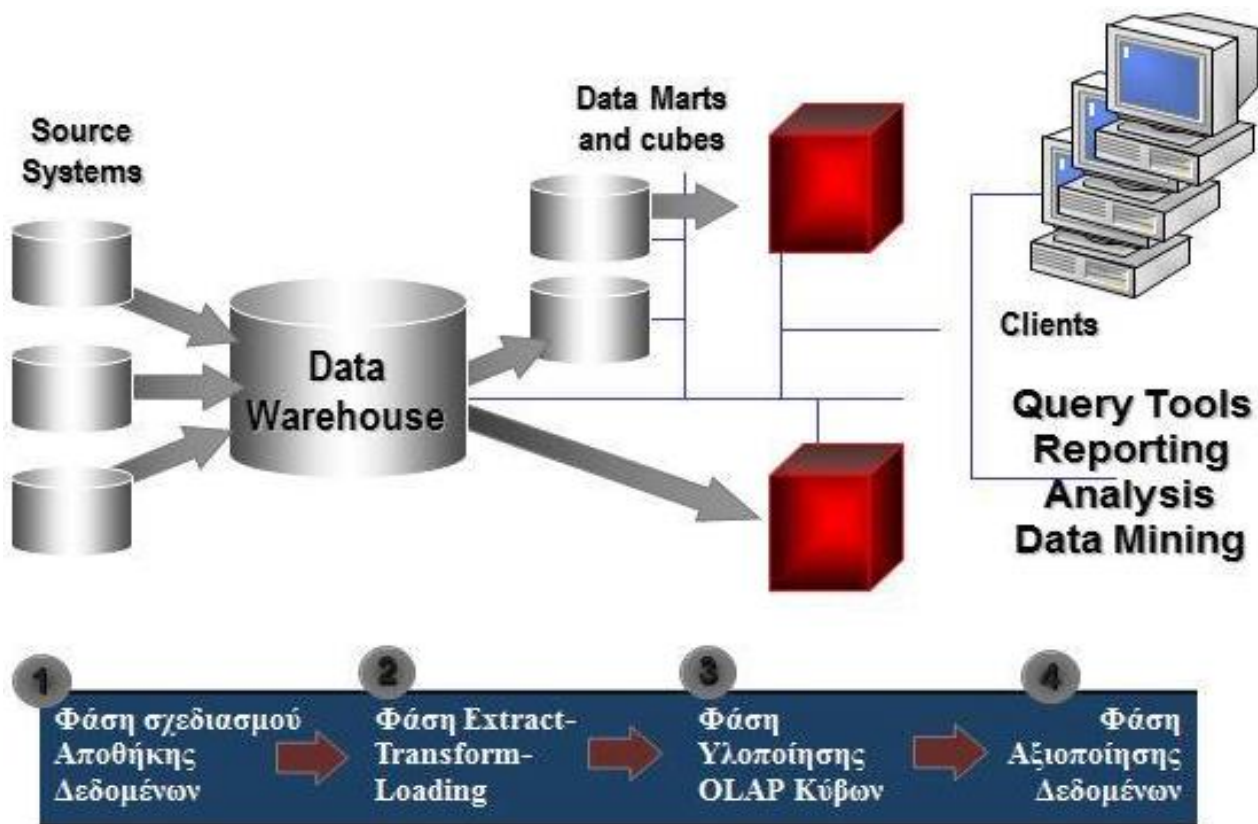 Source
Systems
Data Marts
and cubes
Data
Warehouse
Clients
Query Tools
Reporting
Analysis
Data Mining
1
Φάση σχεδιασμού
Αποθήκης
Δεδομένων
2
Φάση Extract-
Transform-
Loading
3
Φάση
Υλοποίησης
OLAP Κύβων
4
Φάση
Αξιοποίησης
Δεδομένων